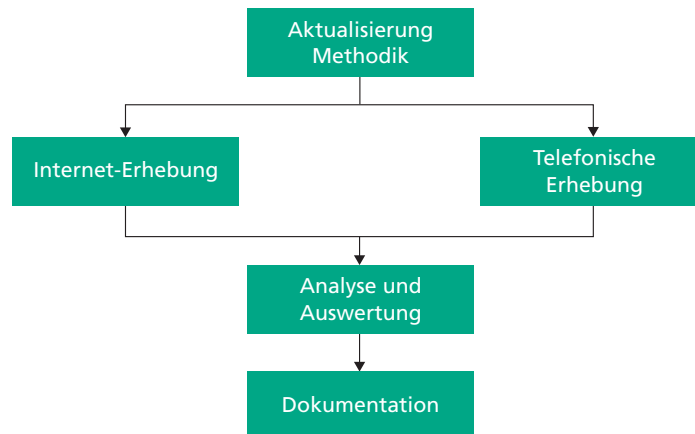 Aktualisierung
Methodik
Internet-Erhebung
Telefonische
Erhebung
Analyse und
Auswertung
Dokumentation